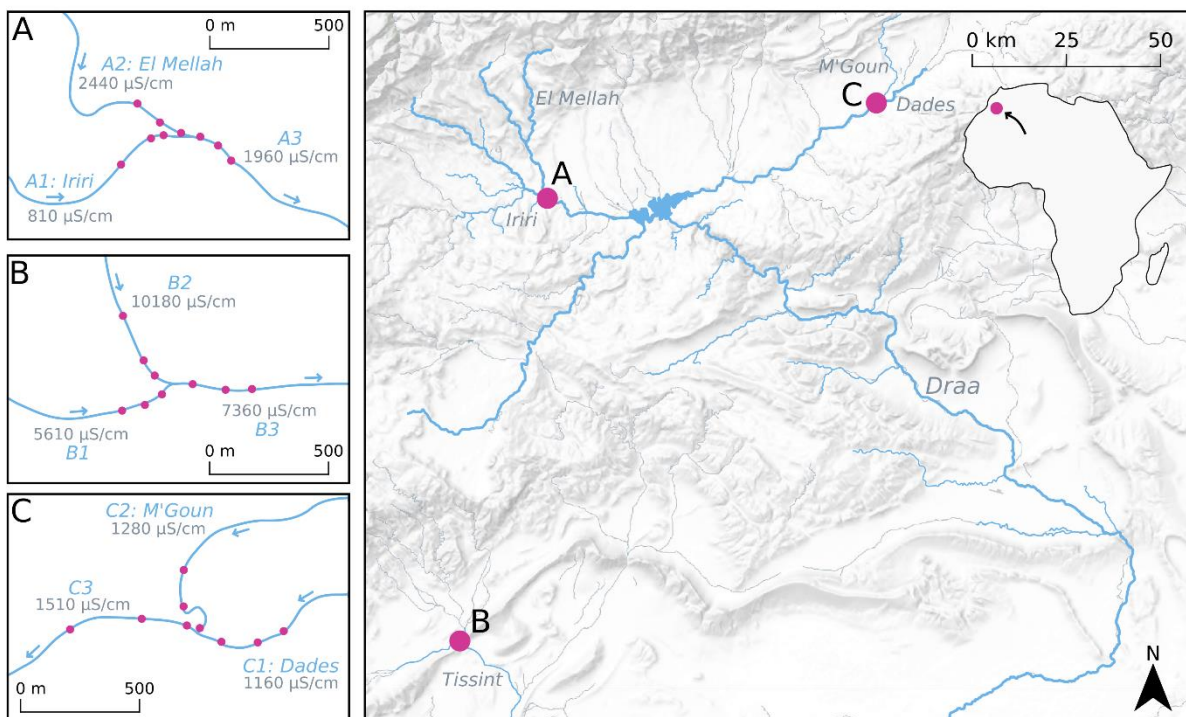 A
0 m 500
A2: El Mellah
2440 µS/cm
A3
1960 µS/cm
A1: Iriri
810 µS/cm
B
B2
10180 µS/cm
5610 µS/cm
B1
7360 µS/cm
B3
0 m 500
C
C2: M'Goun
1280 µS/cm
C3
1510 µS/cm
0 m 500
C1: Dades
1160 µS/cm
0 km 25 50
M'Goun
C
Dades
El Mellah
A
Iriri
Draa
B
Tissint
N